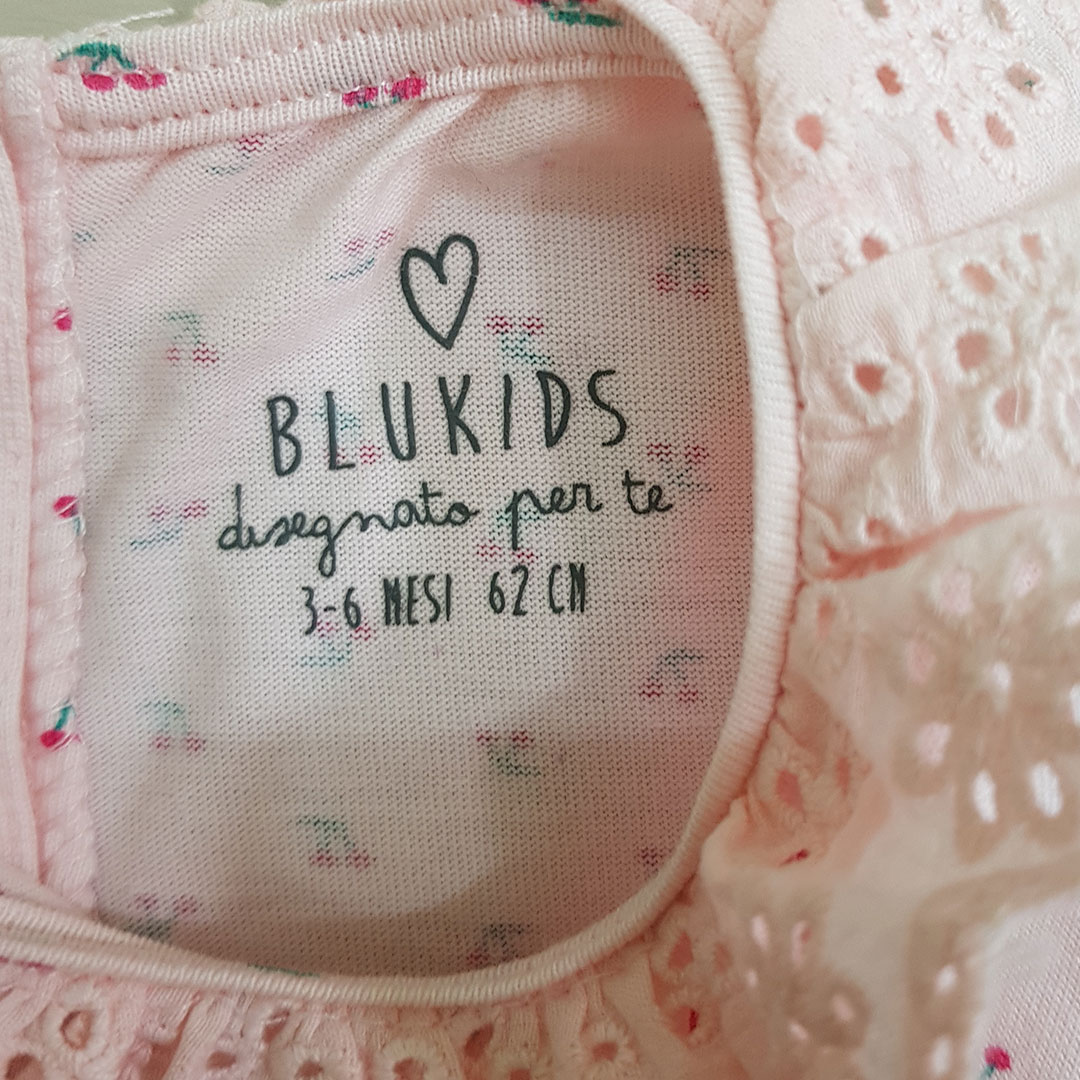 BLUKIDS
disegnato per te
3-6 MESI 62 CM